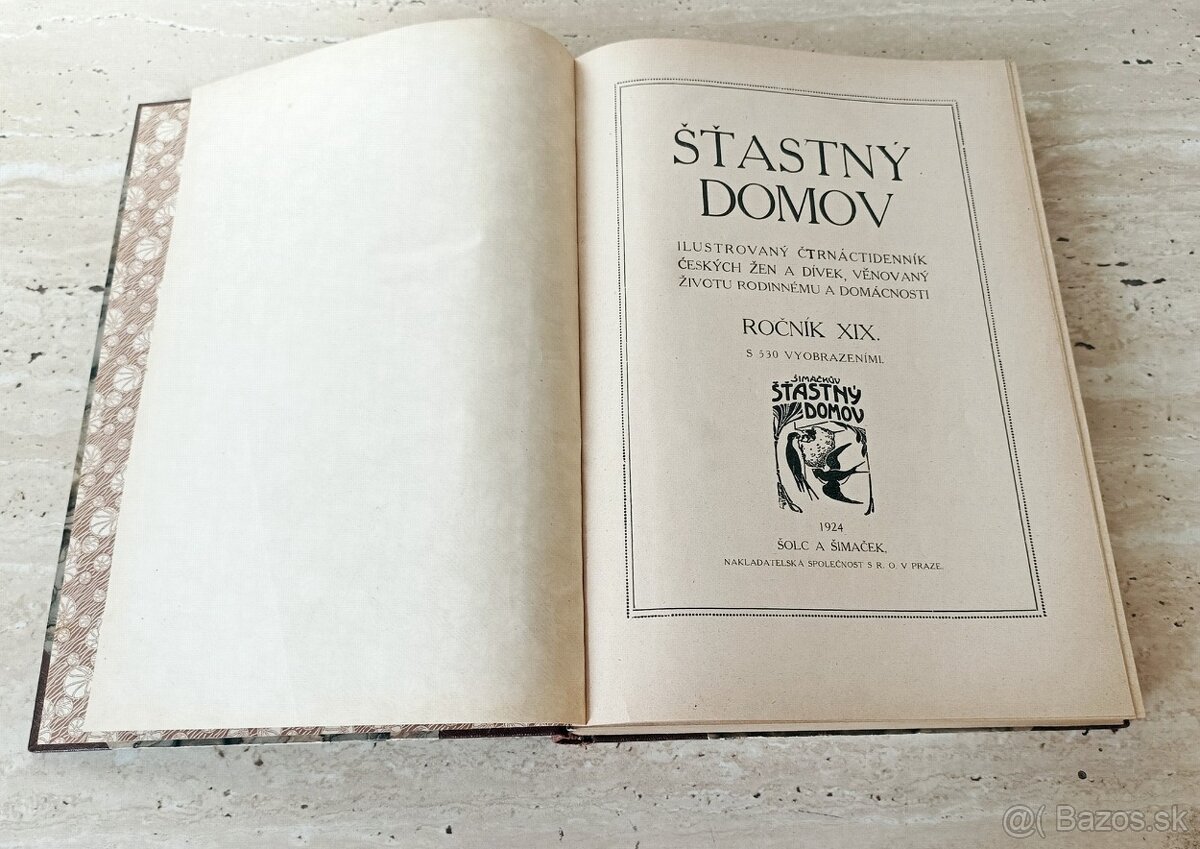 ŠŤASTNÝ
DOMOV
ILUSTROVANÝ ČTRNÁCTIDENNÍK
ČESKÝCH ŽEN A DÍVEK, VĚNOVANÝ
ŽIVOTU RODINNÉMU A DOMÁCNOSTI
ROČNÍK XIX.
S 530 VYOBRAZENÍMI.
ŠIMÁČKŮV
ŠŤASTNÝ
DOMOV
1924
ŠOLC A ŠIMÁČEK,
NAKLADATELSKÁ SPOLEČNOST S R. O. V PRAZE.
@( Bazos.sk